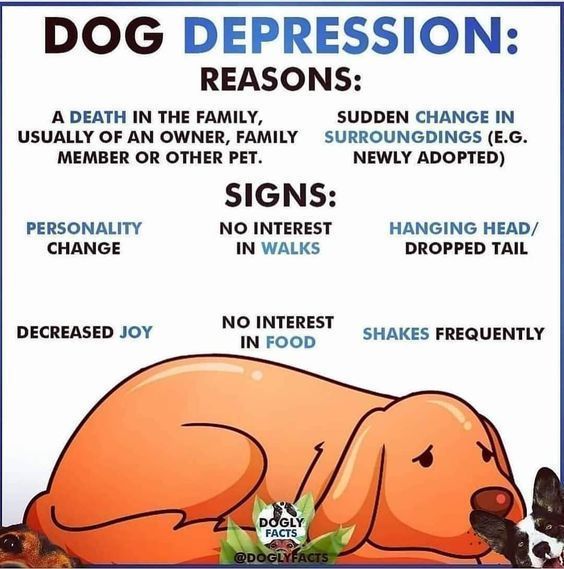 DOG DEPRESSION:
REASONS:
A DEATH IN THE FAMILY,
USUALLY OF AN OWNER, FAMILY
MEMBER OR OTHER PET.
SUDDEN CHANGE IN
SURROUNGDINGS (E.G.
NEWLY ADOPTED)
SIGNS:
PERSONALITY
CHANGE
NO INTEREST
IN WALKS
HANGING HEAD/
DROPPED TAIL
DECREASED JOY
NO INTEREST
IN FOOD
SHAKES FREQUENTLY
DOGLY
FACTS
@DOGLYFACTS